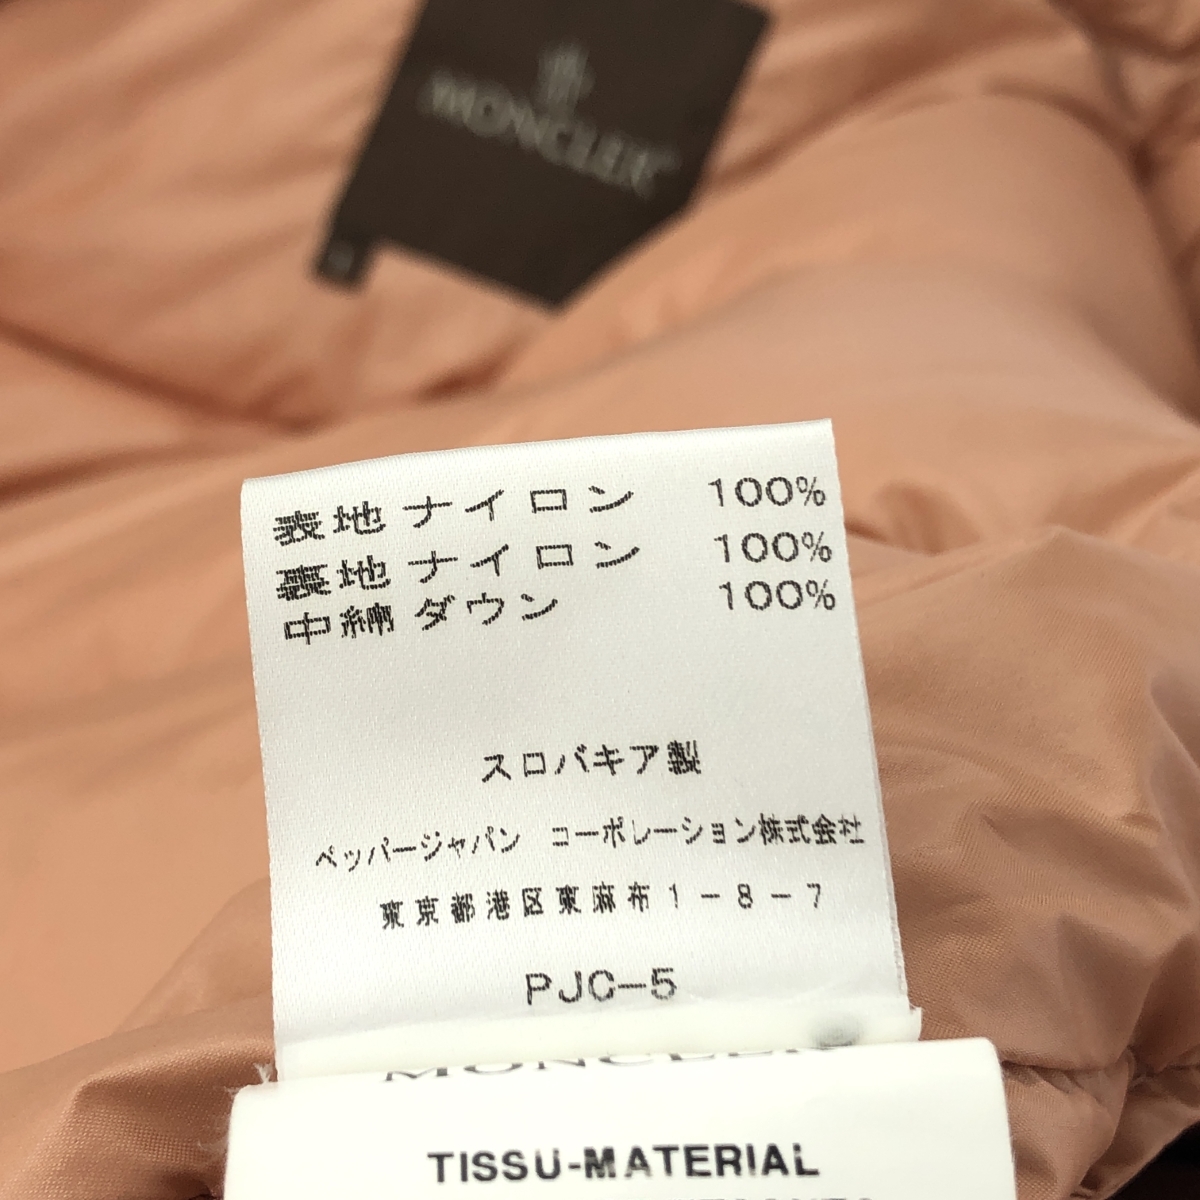 MONCLER
表地 ナイロン 100%
裏地 ナイロン 100%
中綿 ダウン 100%
スロバキア製
ペッパージャパン コーポレーション株式会社
東京都港区東麻布1-8-7
PJC-5
MONCLER
TISSU-MATERIAL